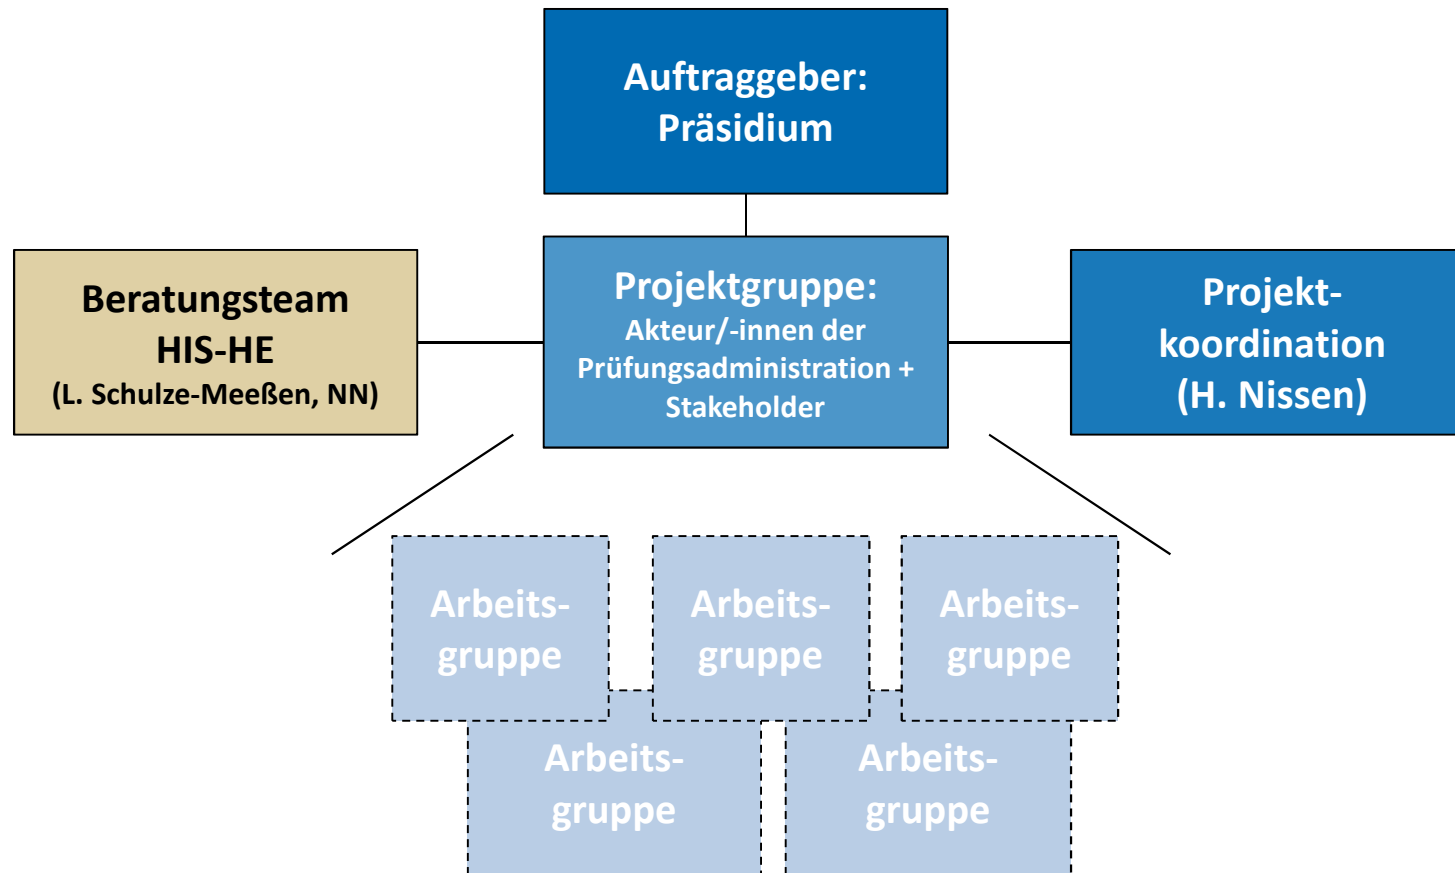 Auftraggeber:
Präsidium
Beratungsteam
HIS-HE
(L. Schulze-Meeßen, NN)
Projektgruppe:
Akteur/-innen der
Prüfungsadministration +
Stakeholder
Projekt-
koordination
(H. Nissen)
Arbeits-
gruppe
Arbeits-
gruppe
Arbeits-
gruppe
Arbeits-
gruppe
Arbeits-
gruppe